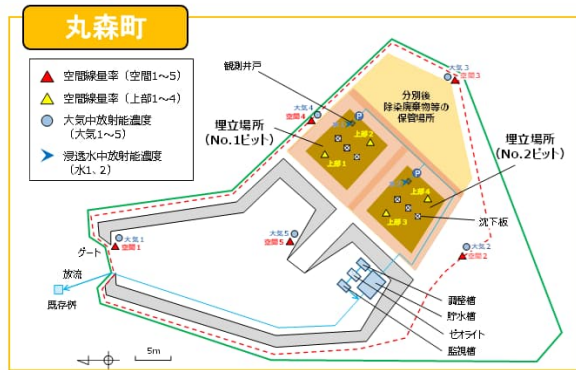 丸森町
空間線量率（空間1～5）
空間線量率（上部1～4）
大気中放射能濃度
（大気1～5）
浸透水中放射能濃度
（水1、2）
観測井戸
大気3
空間3
大気4
空間4
分別後
除染廃棄物等の
保管場所
埋立場所
（No.1ピット）
P
上部2
上部1
埋立場所
（No.2ピット）
P
上部4
上部3
沈下板
大気5
空間5
大気2
空間2
大気1
空間1
ゲート
放流
既存桝
調整槽
貯水槽
ゼオライト
監視槽
5m